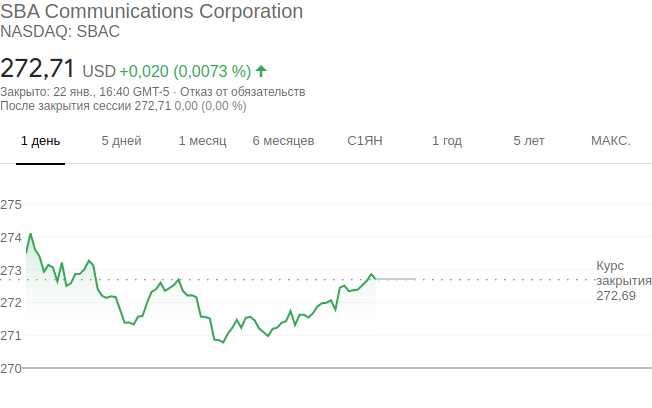 SBA Communications Corporation
NASDAQ: SBAC
272,71 USD +0,020 (0,0073 %)
Закрыто: 22 янв., 16:40 GMT-5 · Отказ от обязательств
После закрытия сессии 272,71 0,00 (0,00 %)
1 день 5 дней 1 месяц 6 месяцев С1ЯН 1 год 5 лет МАКС.
275
274
273
272
271
270
Курс
закрытия
272,69